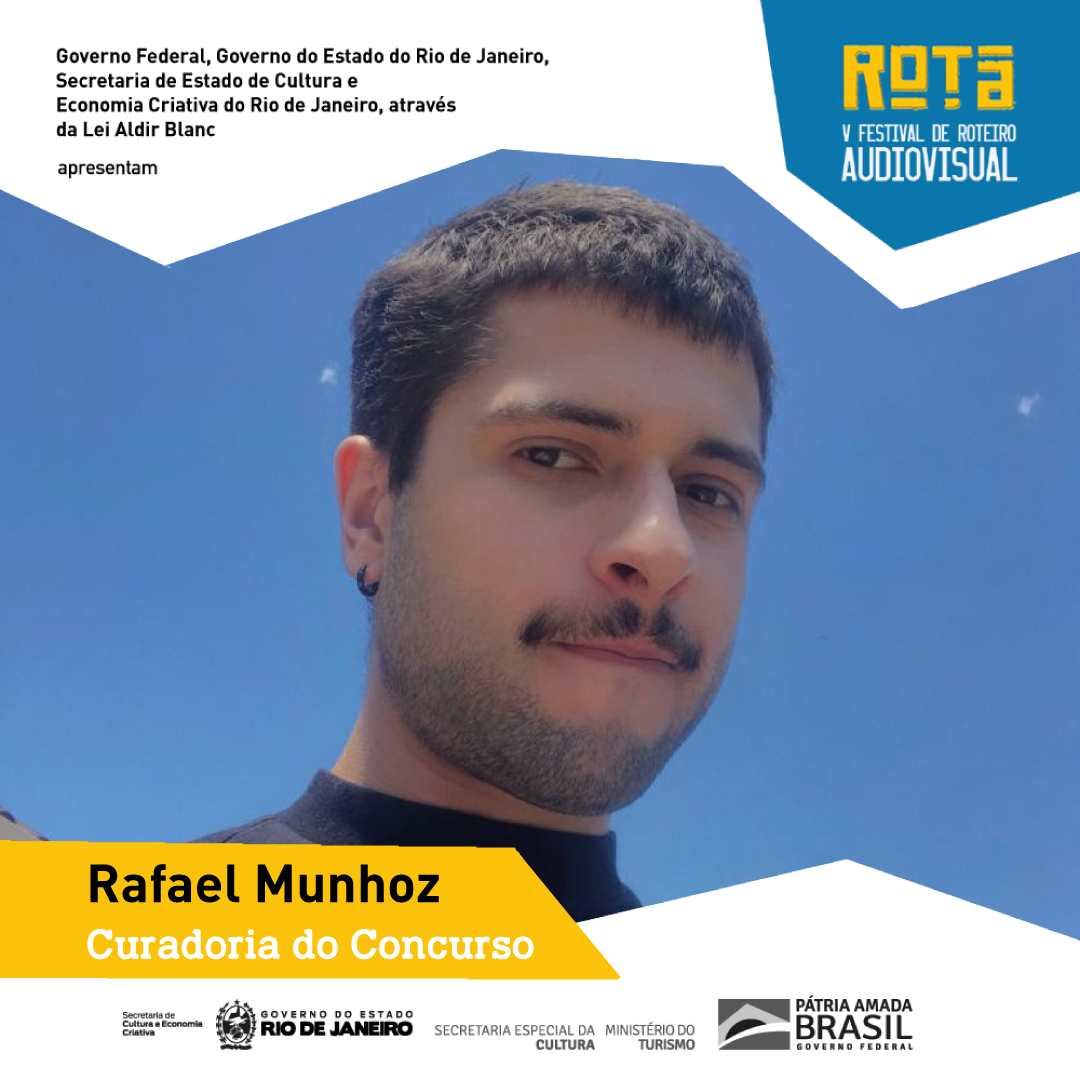 Governo Federal, Governo do Estado do Rio de Janeiro,
Secretaria de Estado de Cultura e
Economia Criativa do Rio de Janeiro, através
da Lei Aldir Blanc
apresentam
ROTA
V FESTIVAL DE ROTEIRO
AUDIOVISUAL
Rafael Munhoz
Curadoria do Concurso
Secretaria de
Cultura e Economia
Criativa
GOVERNO DO ESTADO
RIO DE JANEIRO
SECRETARIA ESPECIAL DA
CULTURA
MINISTÉRIO DO
TURISMO
PÁTRIA AMADA
BRASIL
GOVERNO FEDERAL